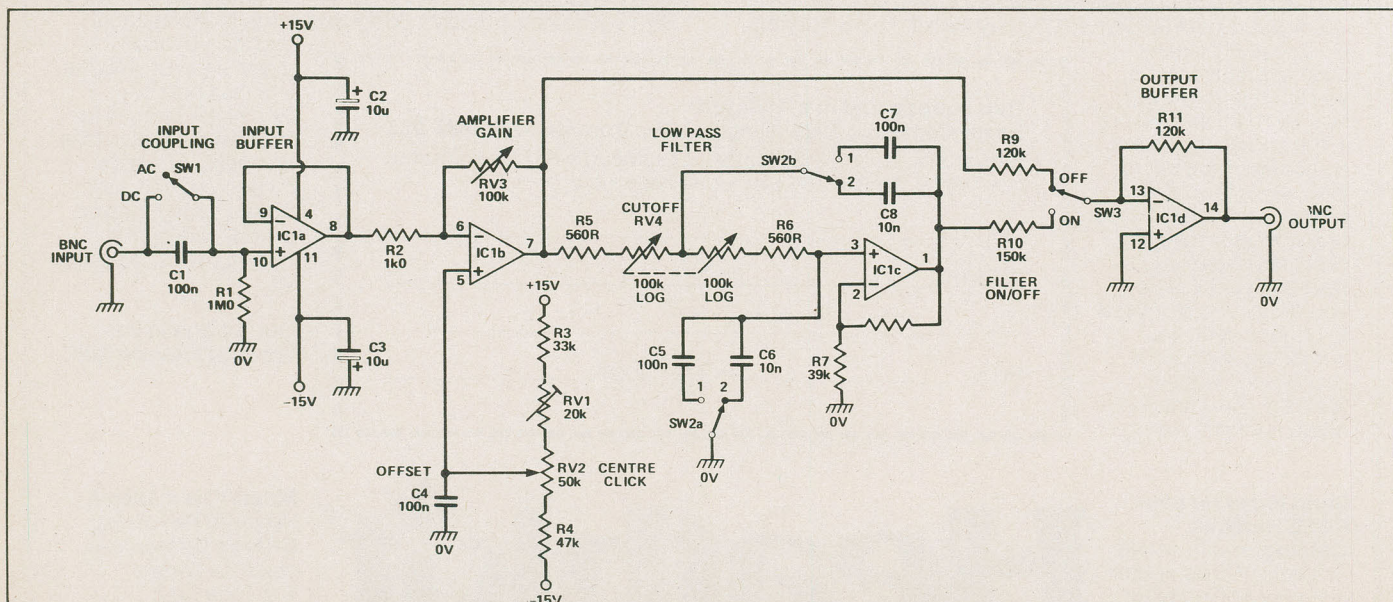 +15V
C2
10u
INPUT
COUPLING
AC
SW1
DC
INPUT
BUFFER
BNC
INPUT
C1
100n
R1
1M0
0V
9
4
8
IC1a
10
11
C3
10u
–15V
R2
1k0
AMPLIFIER
GAIN
RV3
100k
6
7
IC1b
5
+15V
R3
33k
RV1
20k
OFFSET
RV2
50k
CENTRE
CLICK
C4
100n
0V
R4
47k
–15V
R5
560R
LOW PASS
FILTER
CUTOFF
RV4
100k
LOG
100k
LOG
R6
560R
SW2b
1
2
C7
100n
C8
10n
3
1
IC1c
2
C5
100n
C6
10n
1
2
SW2a
0V
R7
39k
0V
R9
120k
OFF
SW3
ON
R10
150k
FILTER
ON/OFF
OUTPUT
BUFFER
R11
120k
13
14
IC1d
12
BNC
OUTPUT
0V